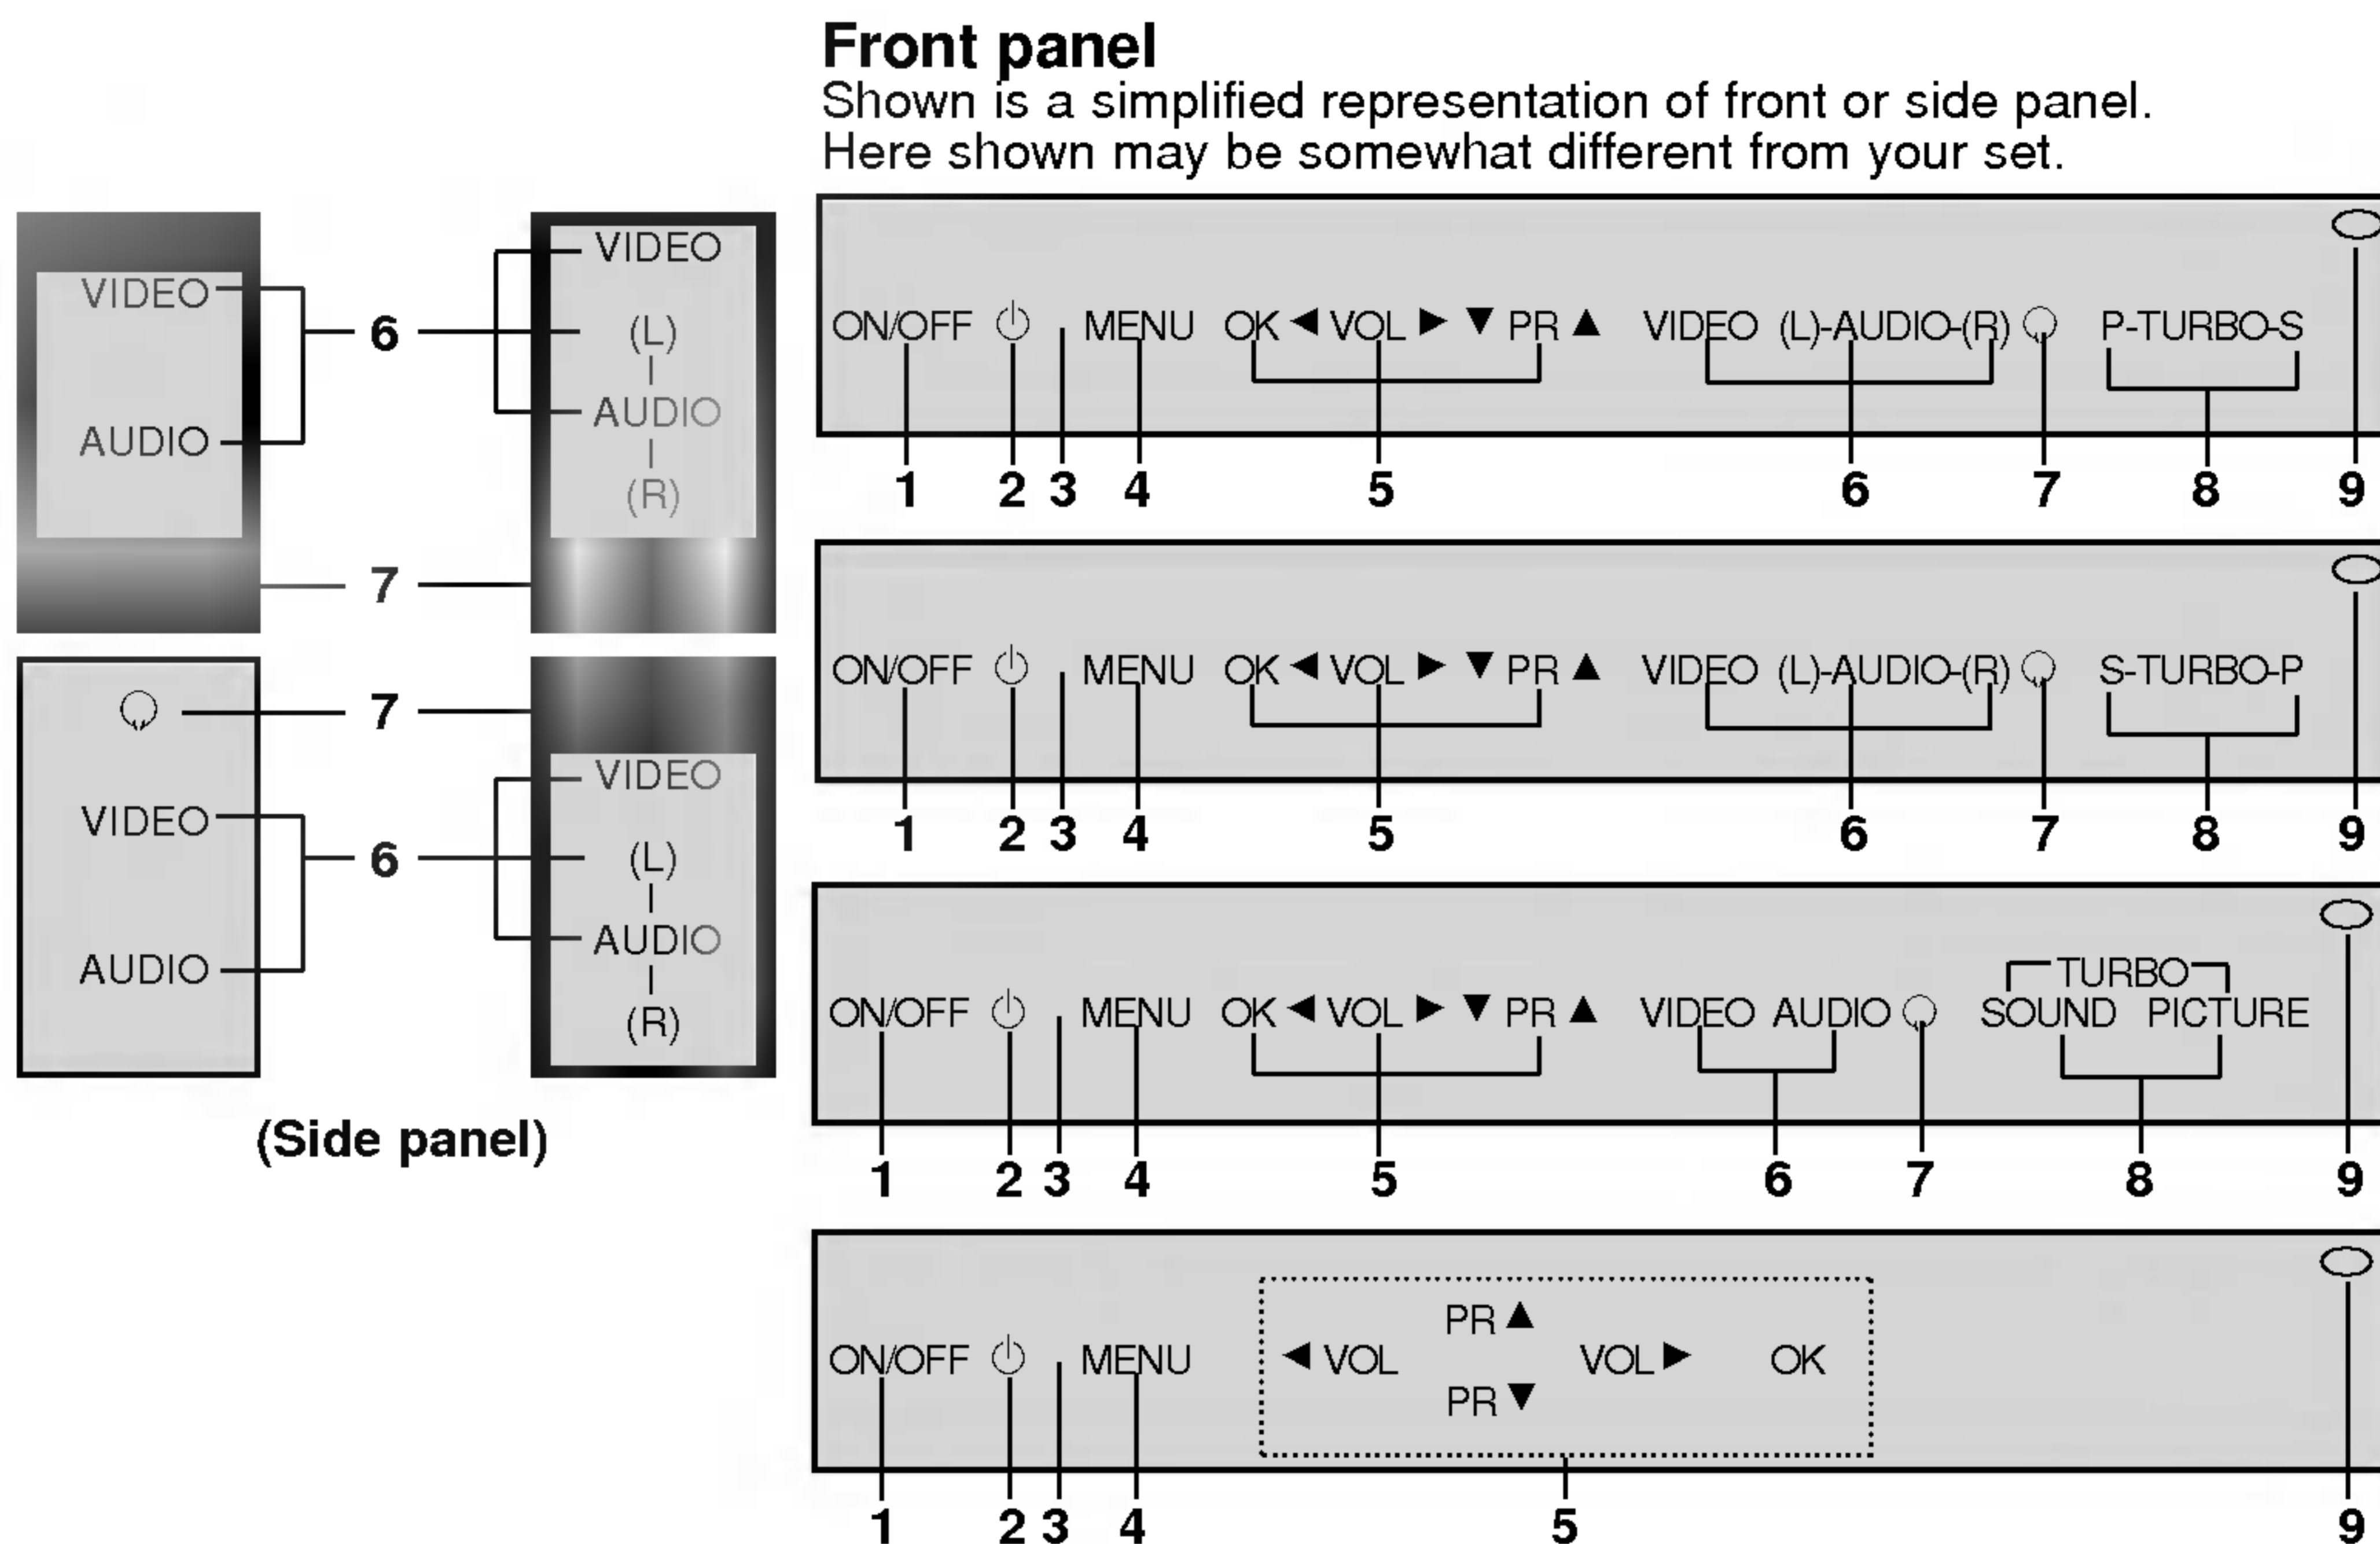 Front panel
Shown is a simplified representation of front or side panel.
Here shown may be somewhat different from your set.
VIDEO
AUDIO
6
VIDEO
(L)
AUDIO
(R)
7
7
VIDEO
AUDIO
6
VIDEO
(L)
AUDIO
(R)
(Side panel)
ON/OFF MENU OK ◀ VOL ▶ ▼ PR ▲ VIDEO (L)-AUDIO-(R) P-TURBO-S
1 2 3 4 5 6 7 8 9
ON/OFF MENU OK ◀ VOL ▶ ▼ PR ▲ VIDEO (L)-AUDIO-(R) S-TURBO-P
1 2 3 4 5 6 7 8 9
TURBO
ON/OFF MENU OK ◀ VOL ▶ ▼ PR ▲ VIDEO AUDIO SOUND PICTURE
1 2 3 4 5 6 7 8 9
PR ▲
ON/OFF MENU ◀ VOL VOL ▶ OK
PR ▼
1 2 3 4 5 9